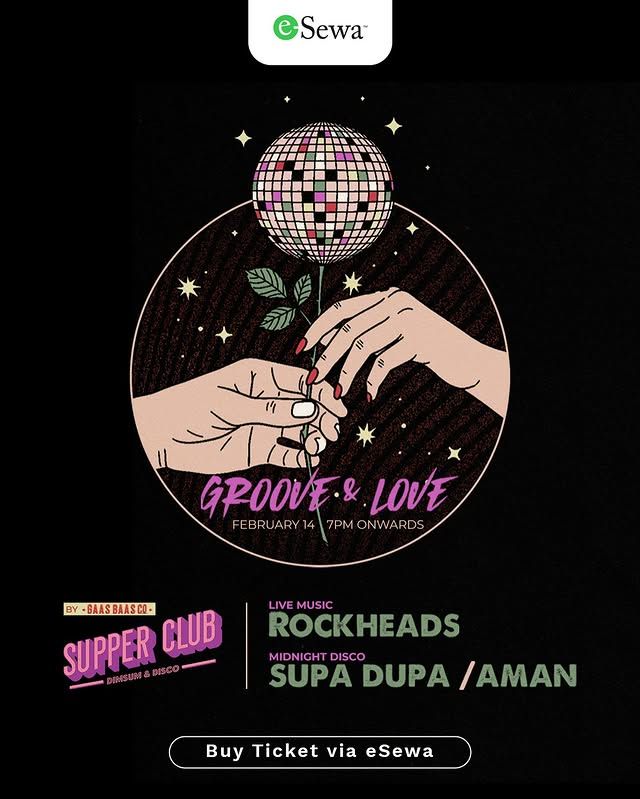 eSewa™
GROOVE & LOVE
FEBRUARY 14 7PM ONWARDS
BY -GAAS BAAS CO-
SUPPER CLUB
DIMSUM & DISCO
LIVE MUSIC
ROCKHEADS
MIDNIGHT DISCO
SUPA DUPA / AMAN
Buy Ticket via eSewa